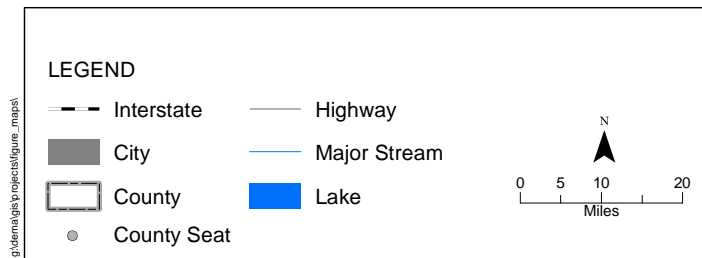 LEGEND
Interstate
Highway
City
Major Stream
County
Lake
County Seat
N
0 5 10 20
Miles
g:\dema\gis\projects\figure_maps\